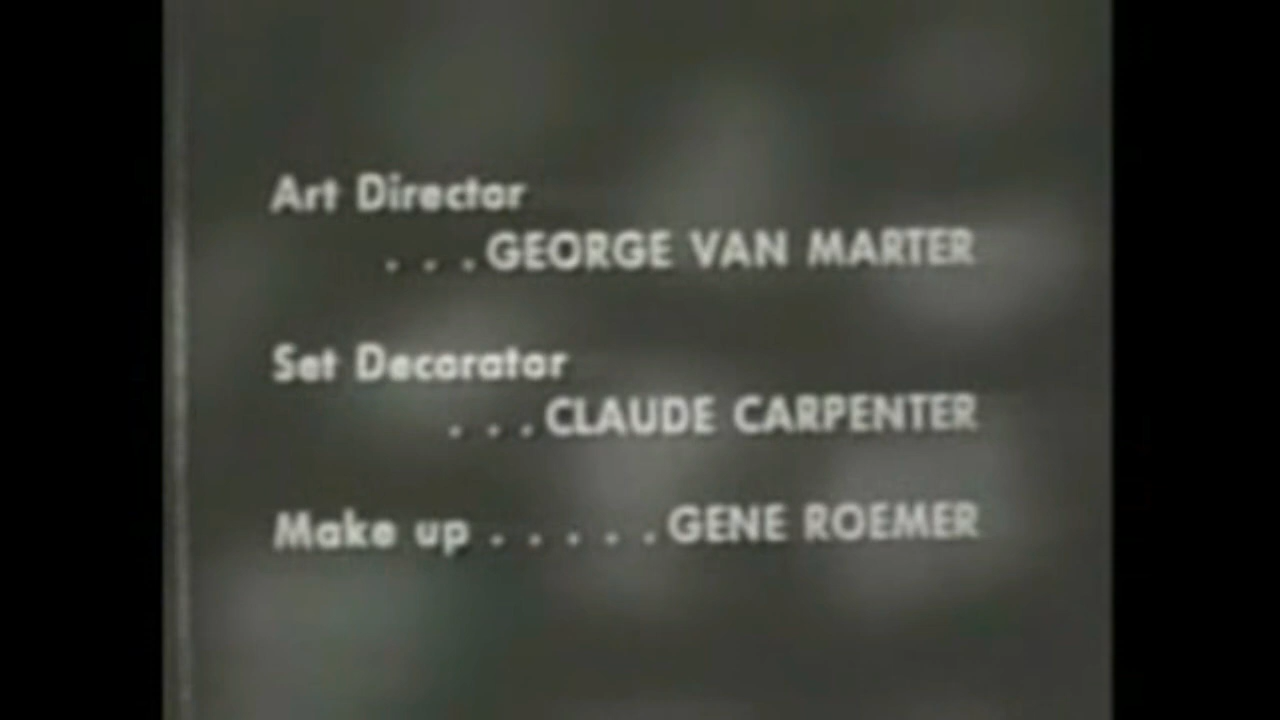 Art Director
. . . GEORGE VAN MARTER
Set Decorator
. . . CLAUDE CARPENTER
Make up . . . . . GENE ROEMER